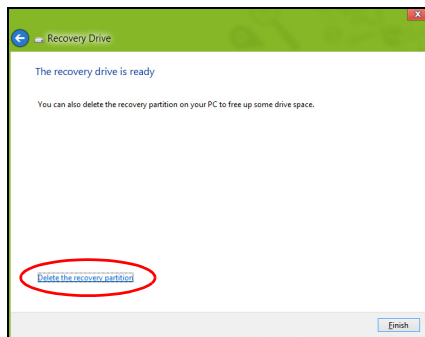 x
Recovery Drive
The recovery drive is ready
You can also delete the recovery partition on your PC to free up some drive space.
Delete the recovery partition
Finish